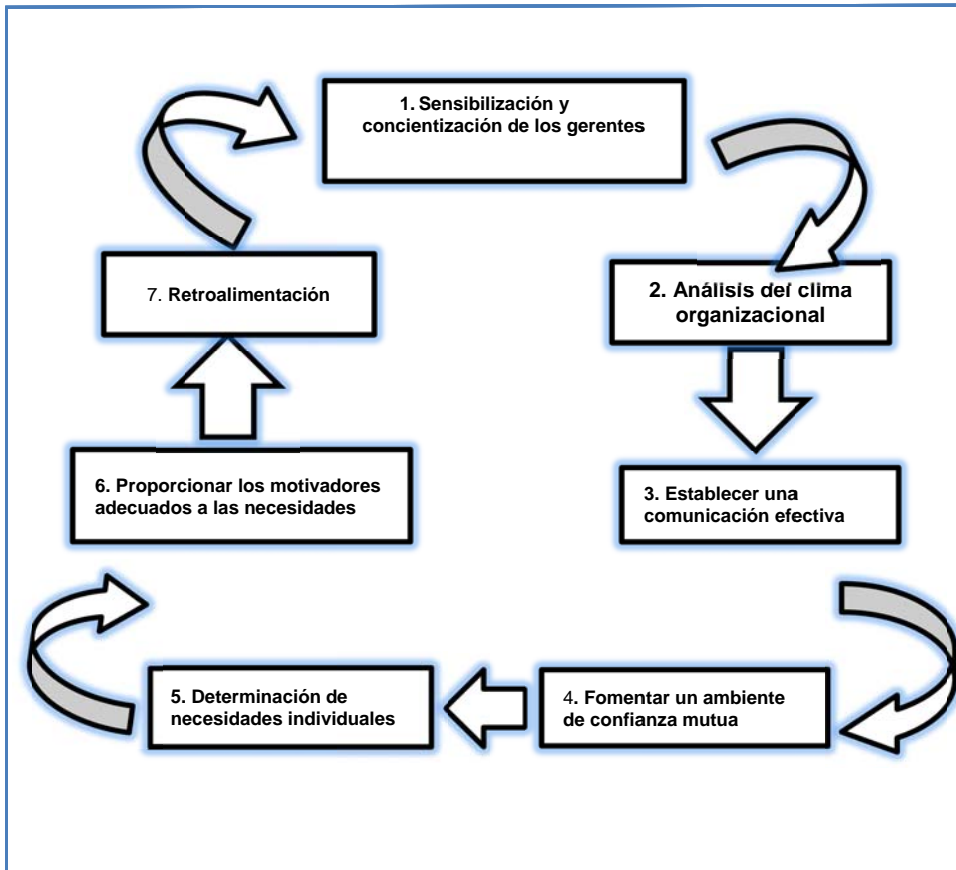 1. Sensibilización y
concientización de los gerentes
2. Análisis del clima
organizacional
3. Establecer una
comunicación efectiva
4. Fomentar un ambiente
de confianza mutua
5. Determinación de
necesidades individuales
6. Proporcionar los motivadores
adecuados a las necesidades
7. Retroalimentación